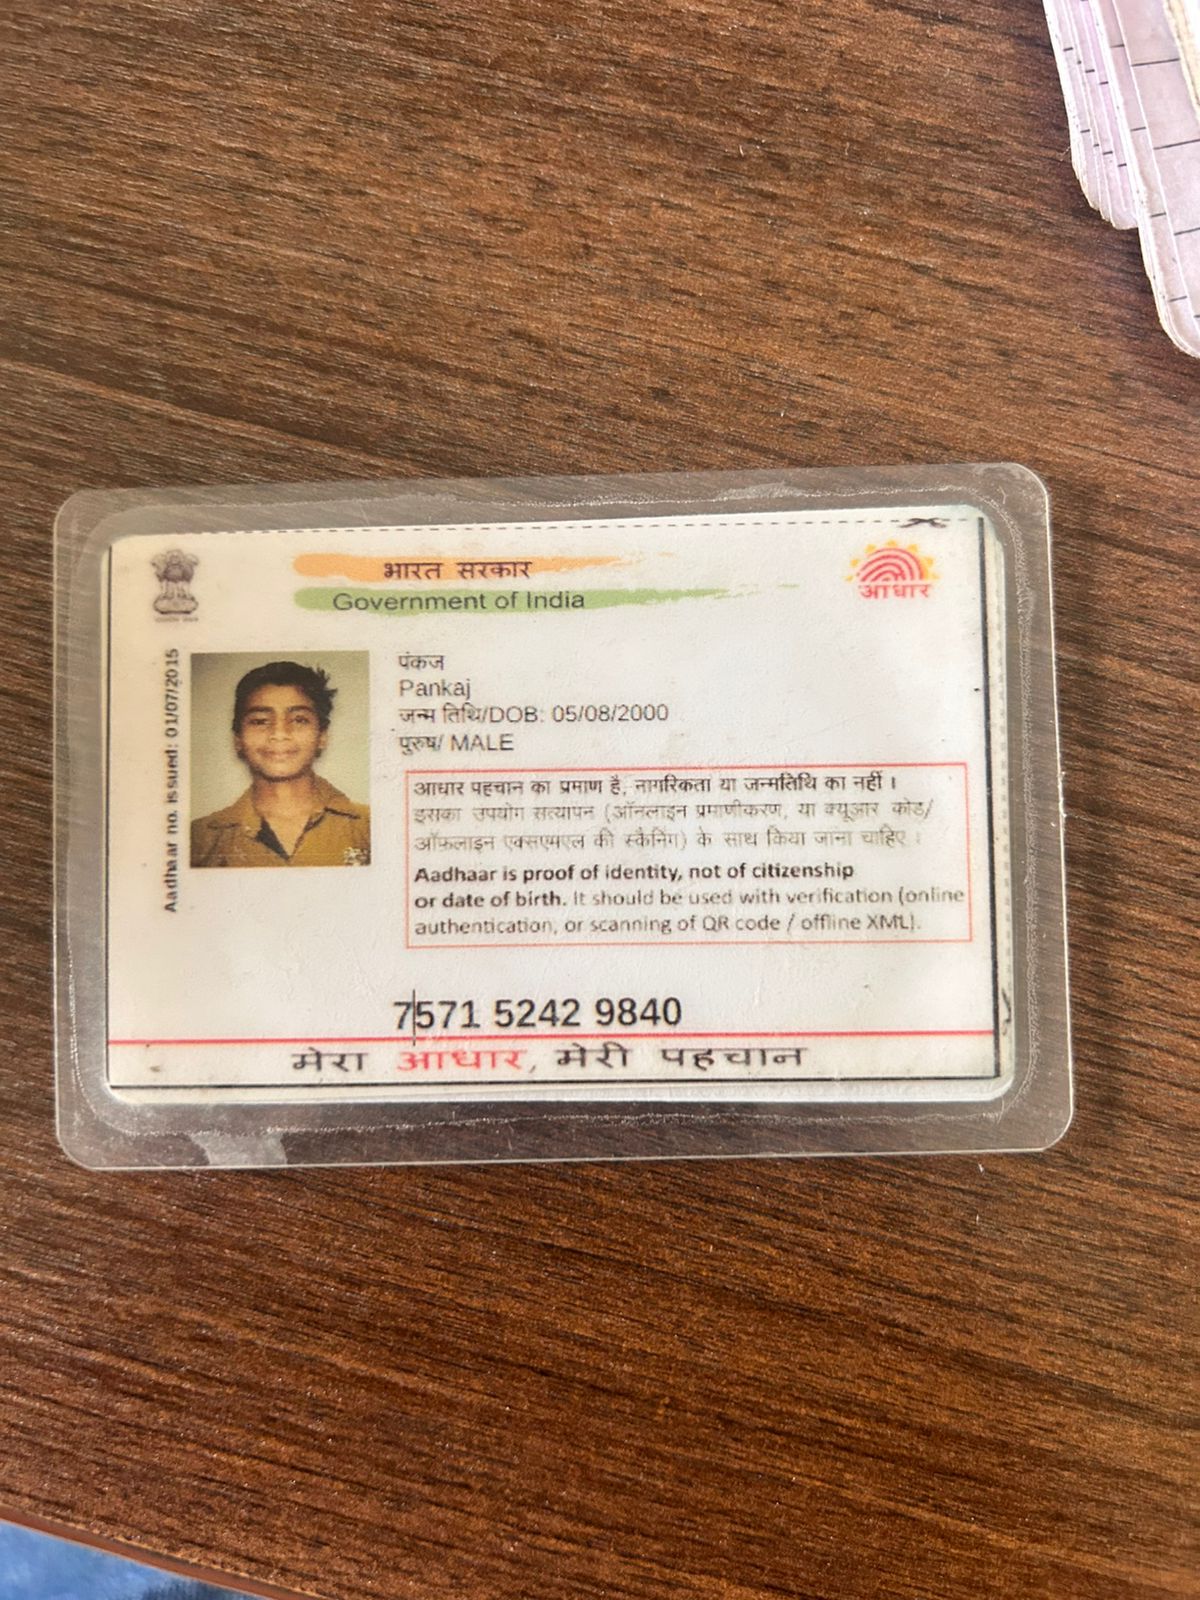 भारत सरकार
Government of India
आधार
Aadhaar no. issued: 01/07/2015
पंकज
Pankaj
जन्म तिथि/DOB: 05/08/2000
पुरुष/ MALE
आधार पहचान का प्रमाण है, नागरिकता या जन्मतिथि का नहीं ।
इसका उपयोग सत्यापन (ऑनलाइन प्रमाणीकरण, या क्यूआर कोड/
ऑफ़लाइन एक्सएमएल की स्कैनिंग) के साथ किया जाना चाहिए ।
Aadhaar is proof of identity, not of citizenship
or date of birth. It should be used with verification (online
authentication, or scanning of QR code / offline XML).
7571 5242 9840
मेरा आधार, मेरी पहचान